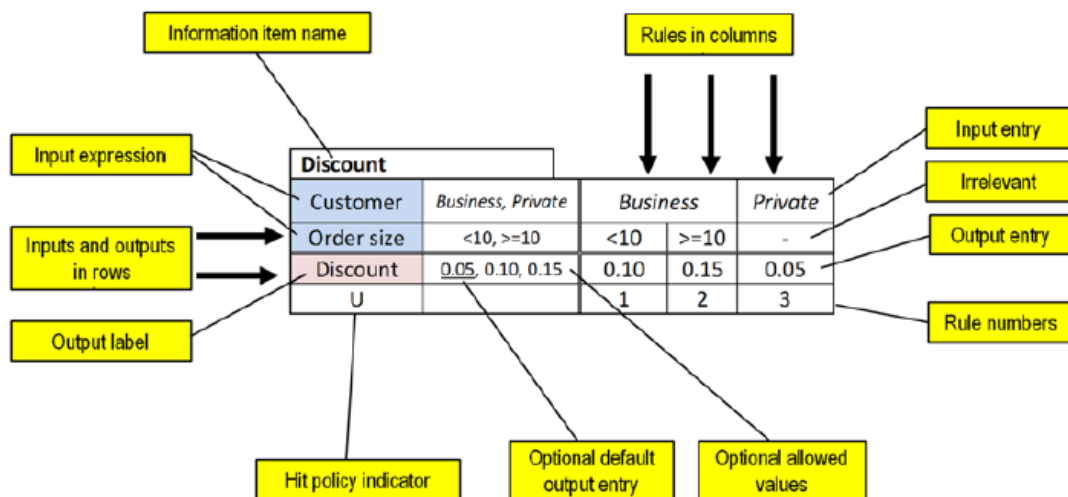 Information item name
Rules in columns
Input expression
Input entry
Irrelevant
Inputs and outputs
in rows
Output entry
Output label
Rule numbers
Discount
Customer Business, Private Business Private
Order size <10, >=10 <10 >=10 -
Discount 0.05, 0.10, 0.15 0.10 0.15 0.05
U 1 2 3
Hit policy indicator
Optional default
output entry
Optional allowed
values